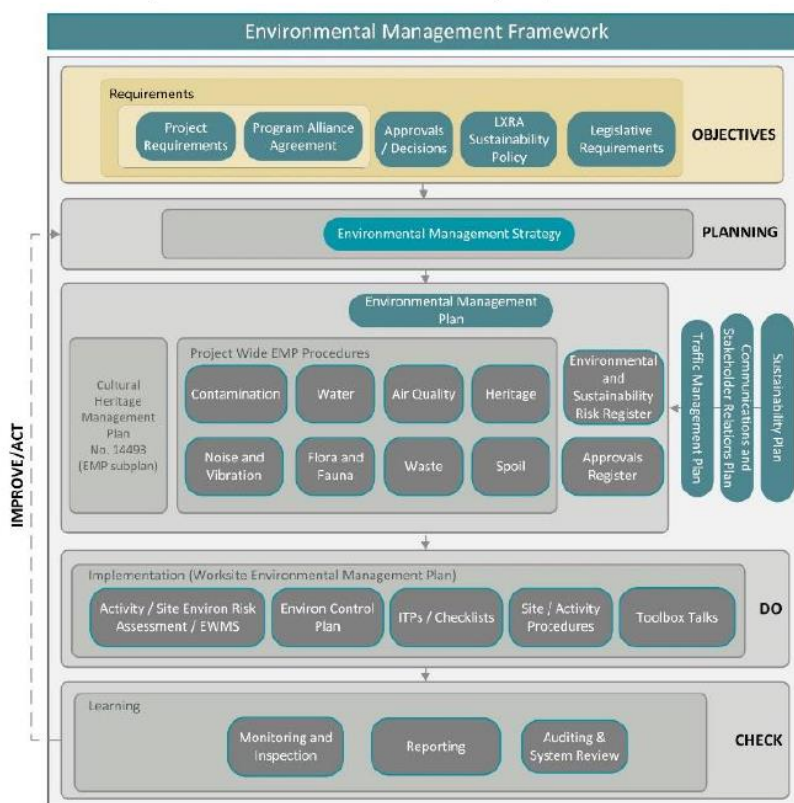 Environmental Management Framework
Requirements
Project
Requirements
Program Alliance
Agreement
Approvals
/ Decisions
LXRA
Sustainability
Policy
Legislative
Requirements
OBJECTIVES
Environmental Management Strategy
PLANNING
Environmental Management
Plan
Cultural
Heritage
Management
Plan
No. 14493
(EMP subplan)
Project Wide EMP Procedures
Contamination
Water
Air Quality
Heritage
Noise and
Vibration
Flora and
Fauna
Waste
Spoil
Environmental
and
Sustainability
Risk Register
Approvals
Register
Traffic Management Plan
Communications and
Stakeholder Relations Plan
Sustainability Plan
IMPROVE/ACT
Implementation (Worksite Environmental Management Plan)
Activity / Site Environ Risk
Assessment / EWMS
Environ Control
Plan
ITPs / Checklists
Site / Activity
Procedures
Toolbox Talks
DO
Learning
Monitoring and
Inspection
Reporting
Auditing &
System Review
CHECK